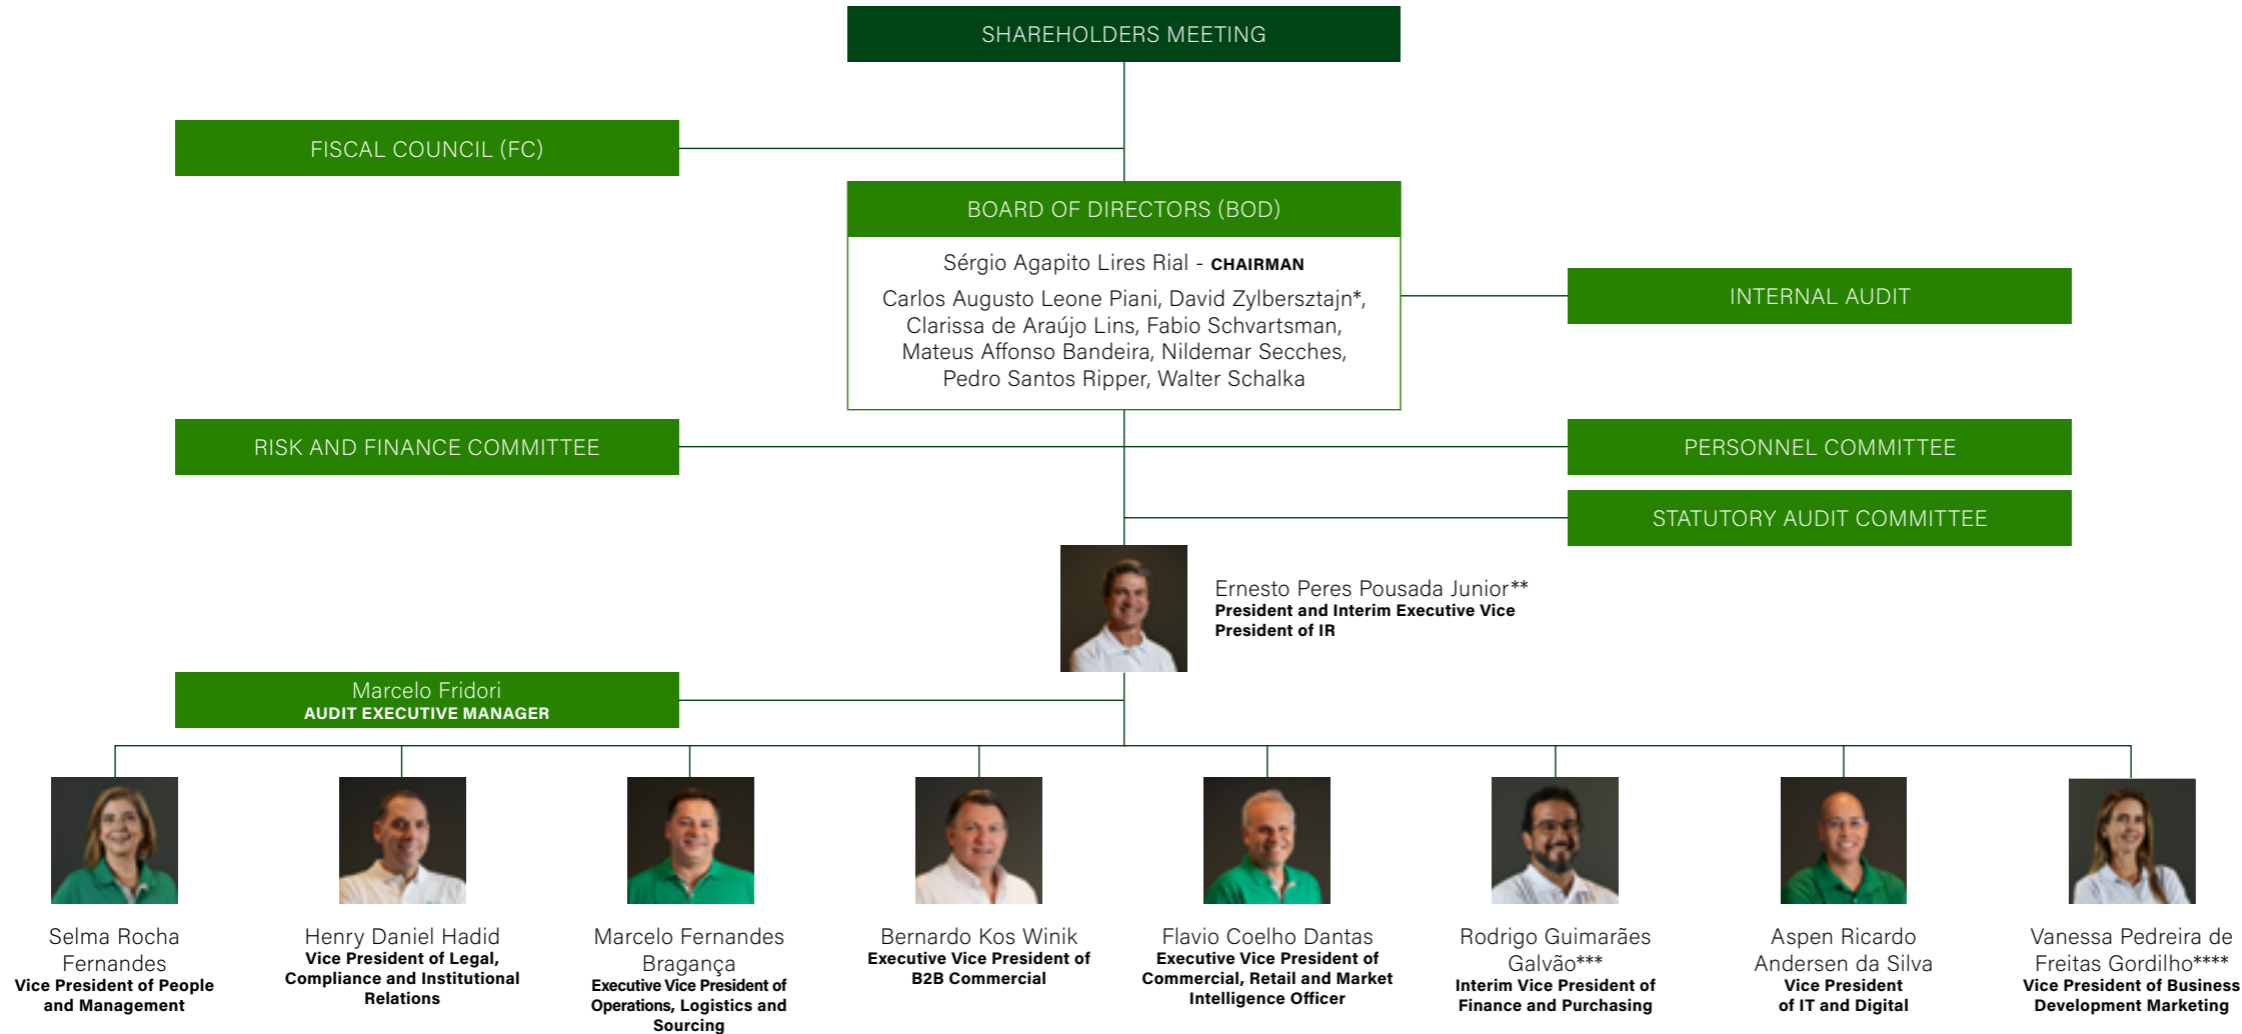 SHAREHOLDERS MEETING
FISCAL COUNCIL (FC)
BOARD OF DIRECTORS (BOD)
Sérgio Agapito Lires Rial - CHAIRMAN
Carlos Augusto Leone Piani, David Zylbersztajn*,
Clarissa de Araújo Lins, Fabio Schvartsman,
Mateus Affonso Bandeira, Nildemar Secches,
Pedro Santos Ripper, Walter Schalka
INTERNAL AUDIT
RISK AND FINANCE COMMITTEE
PERSONNEL COMMITTEE
STATUTORY AUDIT COMMITTEE
Ernesto Peres Pousada Junior**
President and Interim Executive Vice
President of IR
Marcelo Fridori
AUDIT EXECUTIVE MANAGER
Selma Rocha
Fernandes
Vice President of People
and Management
Henry Daniel Hadid
Vice President of Legal,
Compliance and Institutional
Relations
Marcelo Fernandes
Bragança
Executive Vice President of
Operations, Logistics and
Sourcing
Bernardo Kos Winik
Executive Vice President of
B2B Commercial
Flavio Coelho Dantas
Executive Vice President of
Commercial, Retail and Market
Intelligence Officer
Rodrigo Guimarães
Galvão***
Interim Vice President of
Finance and Purchasing
Aspen Ricardo
Andersen da Silva
Vice President
of IT and Digital
Vanessa Pedreira de
Freitas Gordilho****
Vice President of Business
Development Marketing